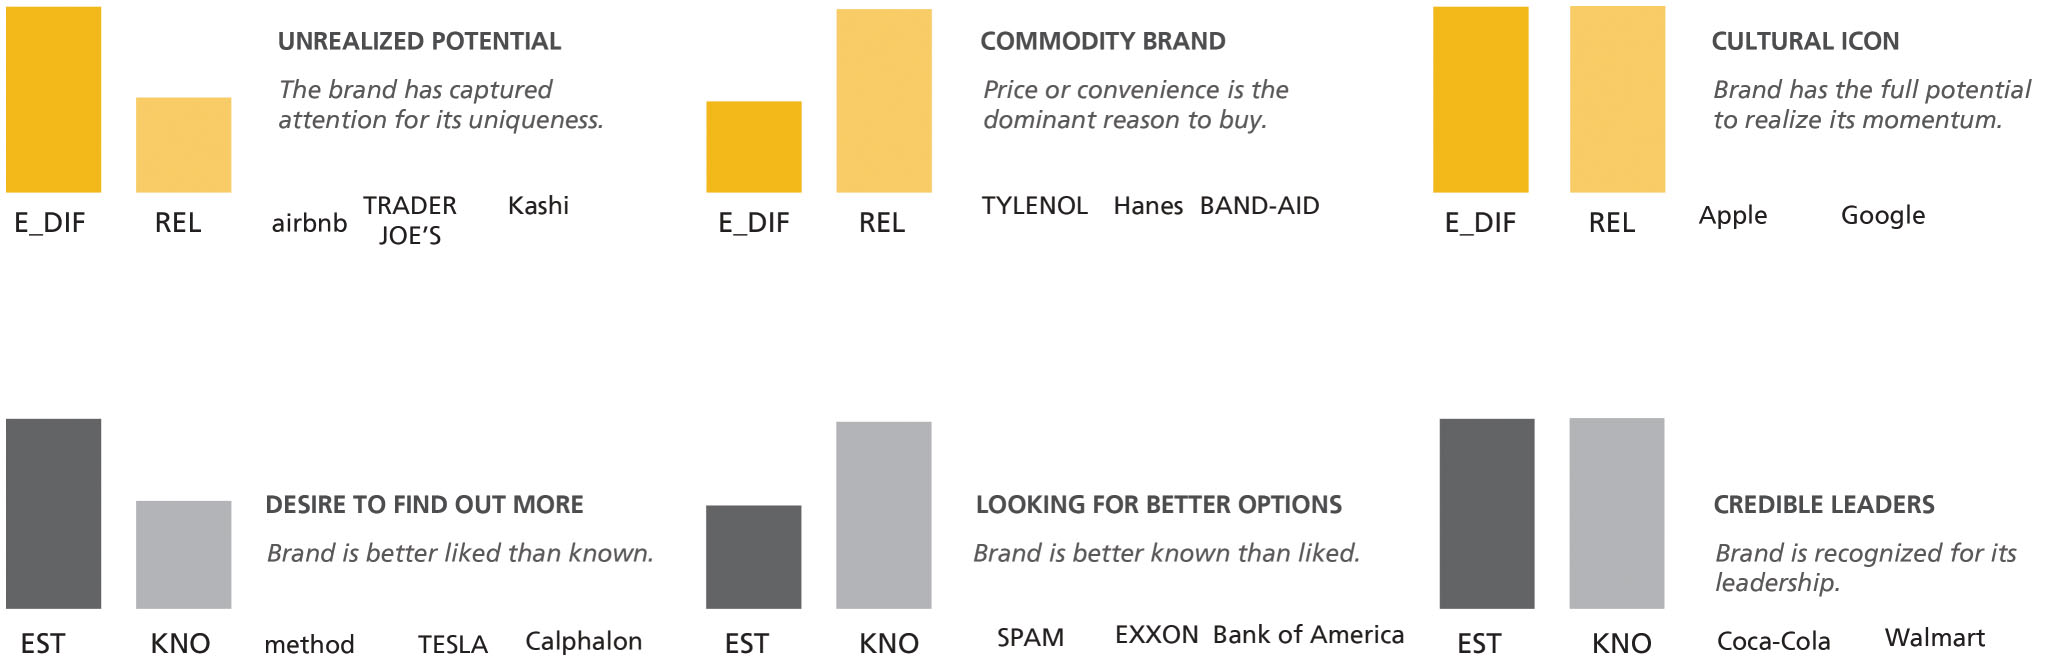 UNREALIZED POTENTIAL
The brand has captured
attention for its uniqueness.
E_DIF
REL
airbnb
TRADER
JOE’S
Kashi
COMMODITY BRAND
Price or convenience is the
dominant reason to buy.
E_DIF
REL
TYLENOL
Hanes
BAND-AID
CULTURAL ICON
Brand has the full potential
to realize its momentum.
E_DIF
REL
Apple
Google
DESIRE TO FIND OUT MORE
Brand is better liked than known.
EST
KNO
method
TESLA
Calphalon
LOOKING FOR BETTER OPTIONS
Brand is better known than liked.
EST
KNO
SPAM
EXXON
Bank of America
CREDIBLE LEADERS
Brand is recognized for its
leadership.
EST
KNO
Coca-Cola
Walmart